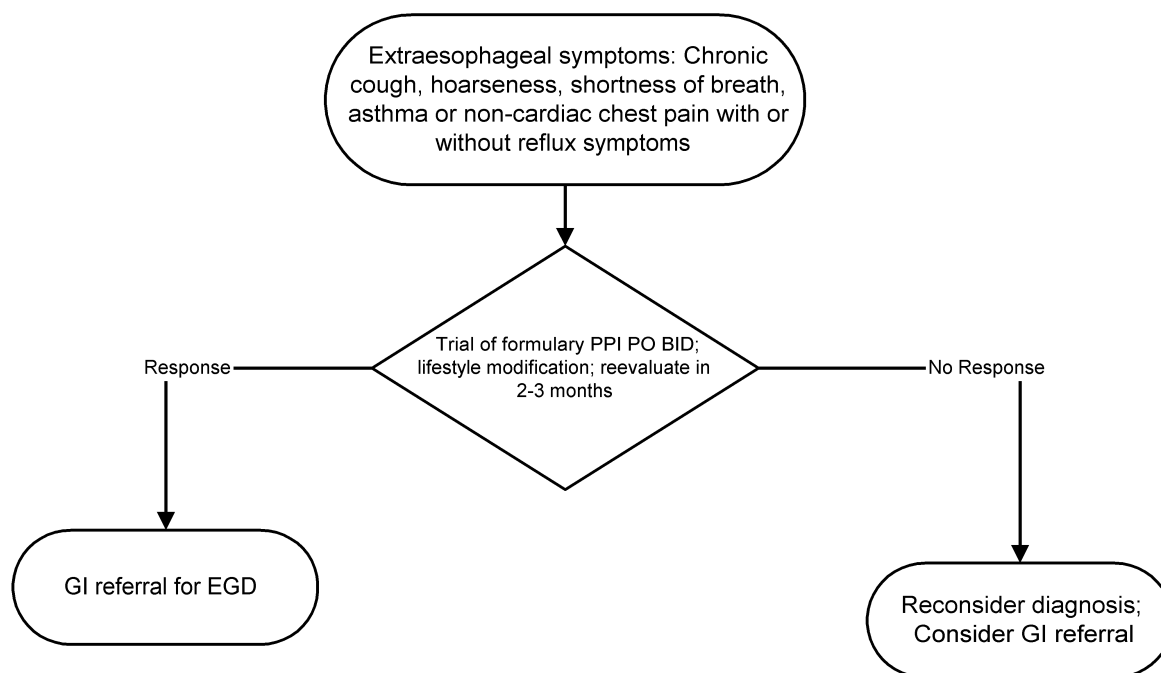 Extraesophageal symptoms: Chronic
cough, hoarseness, shortness of breath,
asthma or non-cardiac chest pain with or
without reflux symptoms
Trial of formulary PPI PO BID;
lifestyle modification; reevaluate in
2-3 months
Response
No Response
GI referral for EGD
Reconsider diagnosis;
Consider GI referral